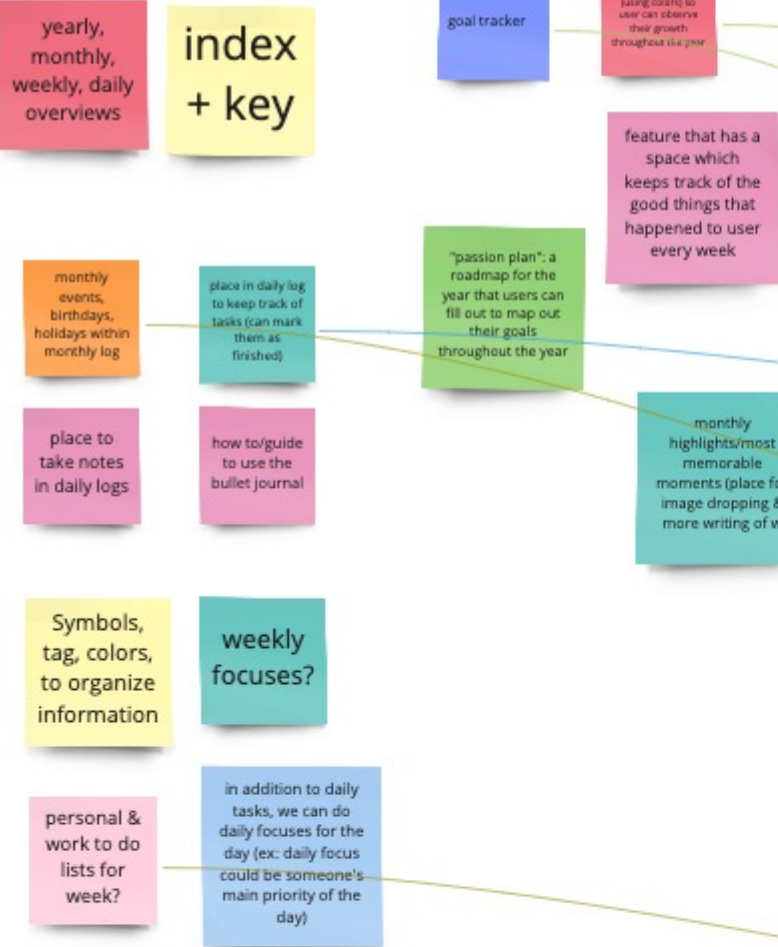 yearly,
monthly,
weekly, daily
overviews
index
+ key
goal tracker
(using colors) so
user can observe
their growth
throughout the year
feature that has a
space which
keeps track of the
good things that
happened to user
every week
monthly
events,
birthdays,
holidays within
monthly log
place in daily log
to keep track of
tasks (can mark
them as
finished)
"passion plan": a
roadmap for the
year that users can
fill out to map out
their goals
throughout the year
place to
take notes
in daily logs
how to/guide
to use the
bullet journal
monthly
highlights/most
memorable
moments (place
image dropping &
more writing of
Symbols,
tag, colors,
to organize
information
weekly
focuses?
personal &
work to do
lists for
week?
in addition to daily
tasks, we can do
daily focuses for the
day (ex: daily focus
could be someone's
main priority of the
day)